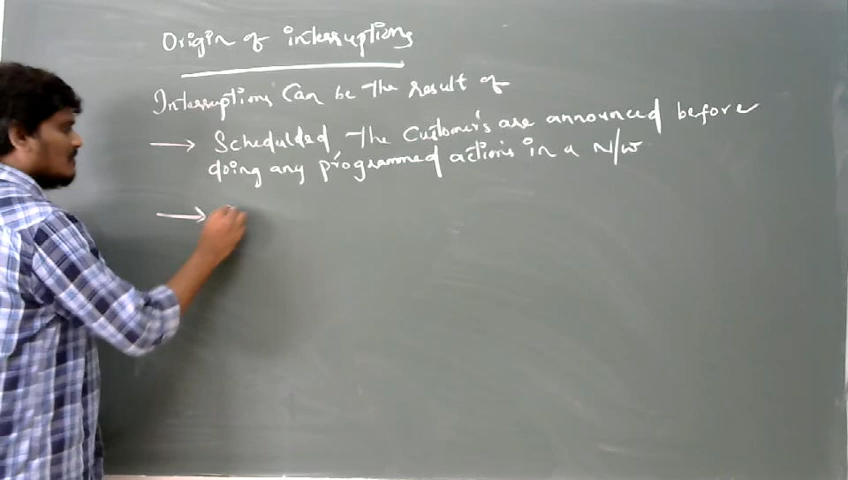 Origin of interruptions
Interruptions Can be the result of
→ Scheduled the Customer's are announced before
doing any programmed action's in a N/W
→